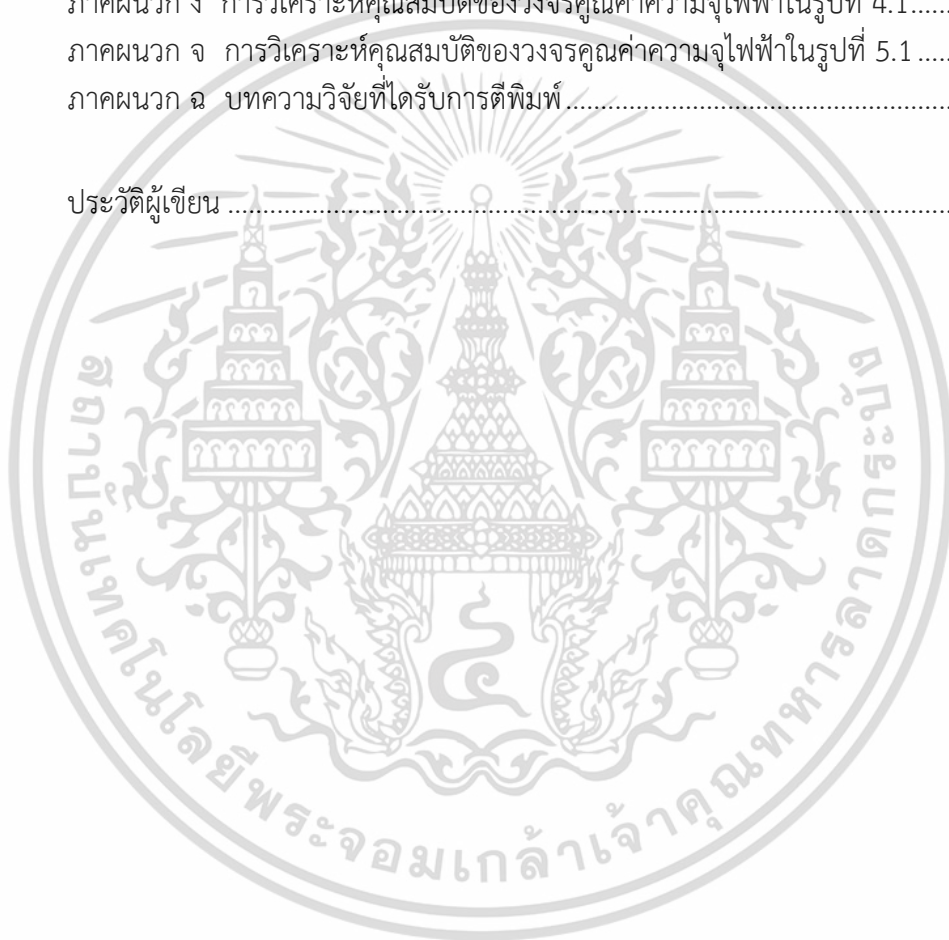 ภาคผนวก ง การวิเคราะห์คุณสมบัติของวงจรคูณค่าความจุไฟฟ้าในรูปที่ 4.1......
ภาคผนวก จ การวิเคราะห์คุณสมบัติของวงจรคูณค่าความจุไฟฟ้าในรูปที่ 5.1.....
ภาคผนวก ฉ บทความวิจัยที่ได้รับการตีพิมพ์..........................................
ประวัติผู้เขียน ................................................................................
สถาบันเทคโนโลยีพระจอมเกล้าเจ้าคุณทหารลาดกระบัง
๔